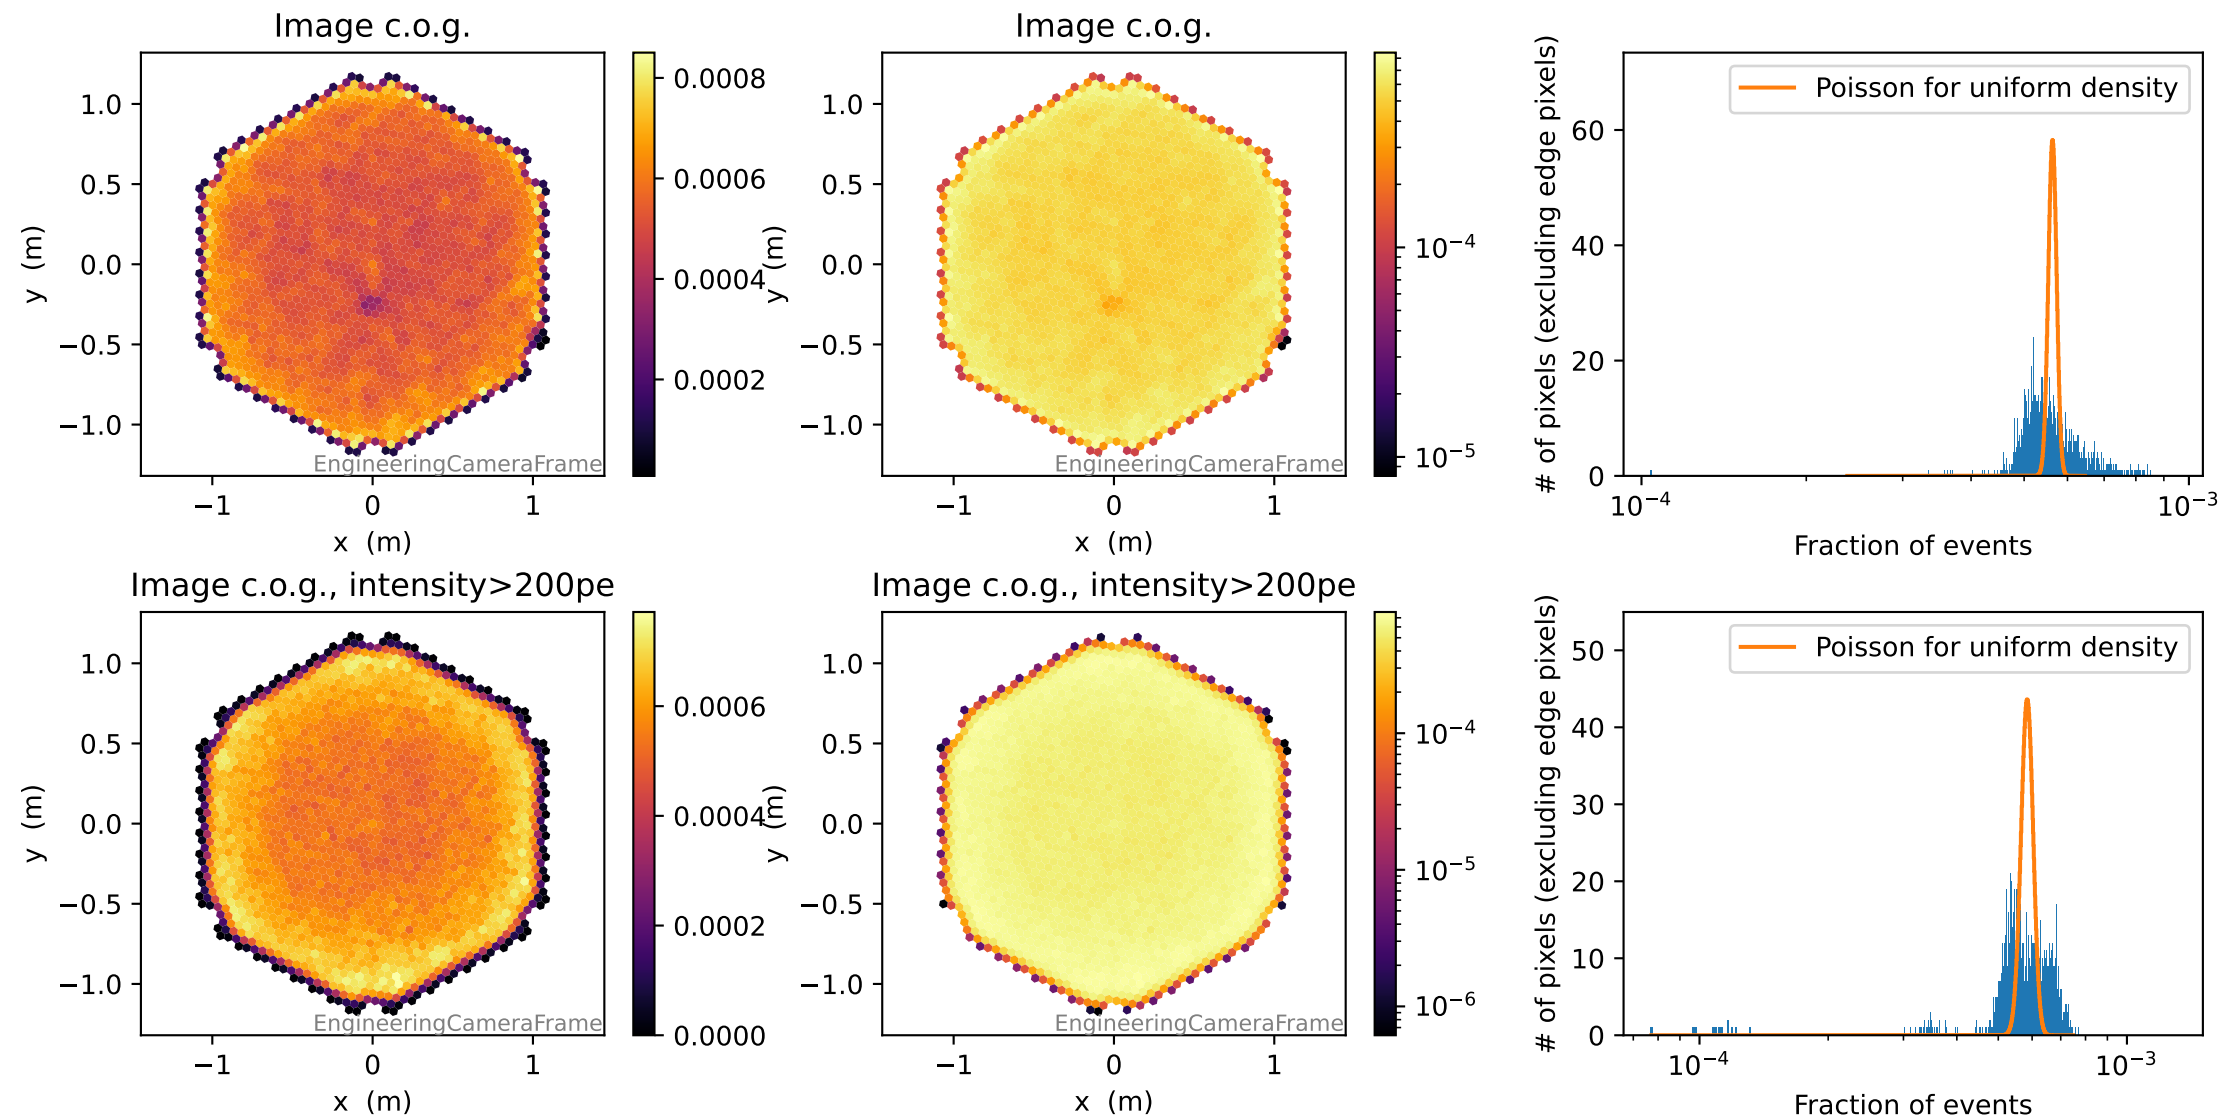 Image c.o.g.
1.0
0.5
0.0
−0.5
−1.0
y (m)
−1
0
1
x (m)
EngineeringCameraFrame
0.0008
0.0006
0.0004
0.0002
Image c.o.g.
1.0
0.5
0.0
−0.5
−1.0
y (m)
−1
0
1
x (m)
EngineeringCameraFrame
10⁻⁴
10⁻⁵
# of pixels (excluding edge pixels)
60
40
20
0
Poisson for uniform density
10⁻⁴
10⁻³
Fraction of events
Image c.o.g., intensity>200pe
1.0
0.5
0.0
−0.5
−1.0
y (m)
−1
0
1
x (m)
EngineeringCameraFrame
0.0006
0.0004
0.0002
0.0000
Image c.o.g., intensity>200pe
1.0
0.5
0.0
−0.5
−1.0
y (m)
−1
0
1
x (m)
EngineeringCameraFrame
10⁻⁴
10⁻⁵
10⁻⁶
# of pixels (excluding edge pixels)
50
40
30
20
10
0
Poisson for uniform density
10⁻⁴
10⁻³
Fraction of events